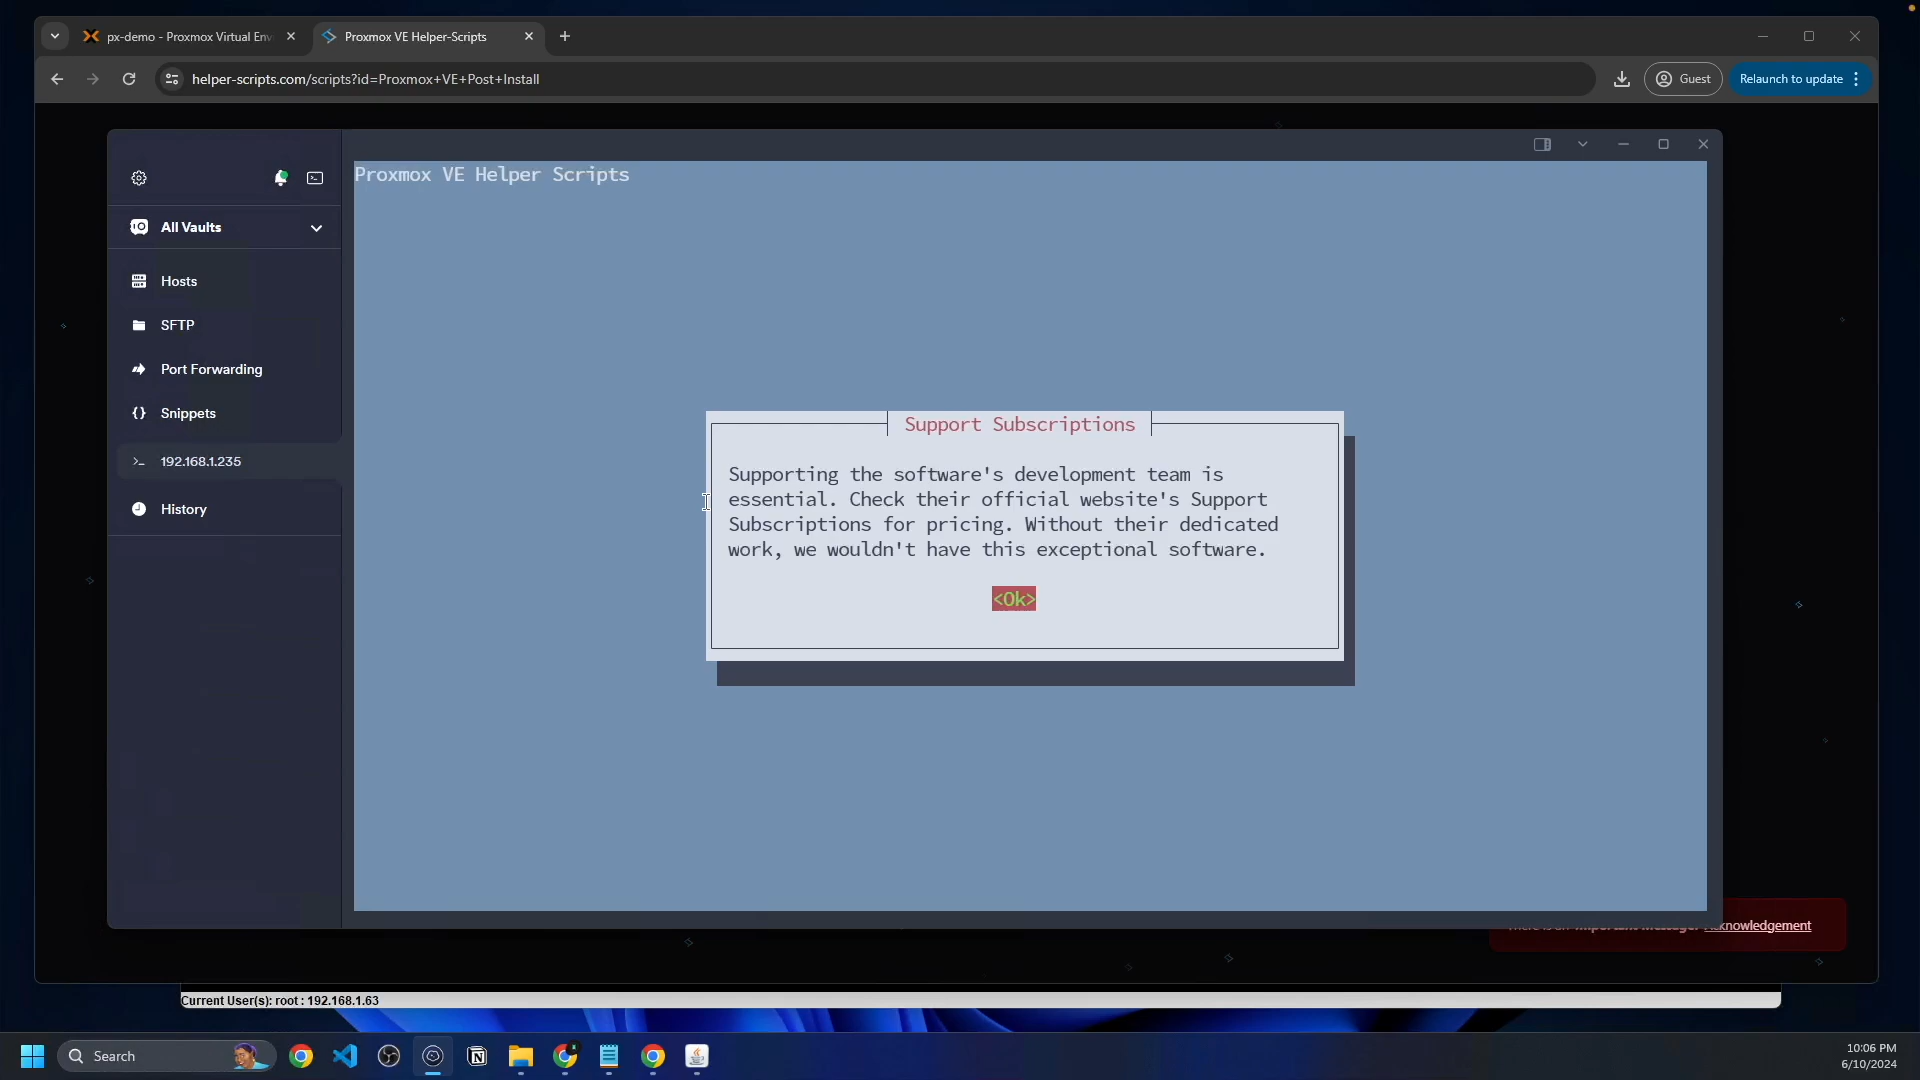 px-demo - Proxmox Virtual Env
Proxmox VE Helper-Scripts
helper-scripts.com/scripts?id=Proxmox+VE+Post+Install
Guest
Relaunch to update
Proxmox VE Helper Scripts
All Vaults
Hosts
SFTP
Port Forwarding
Snippets
192.168.1.235
History
Support Subscriptions
Supporting the software's development team is
essential. Check their official website's Support
Subscriptions for pricing. Without their dedicated
work, we wouldn't have this exceptional software.
<Ok>
Acknowledgement
Current User(s): root : 192.168.1.63
Search
10:06 PM
6/10/2024